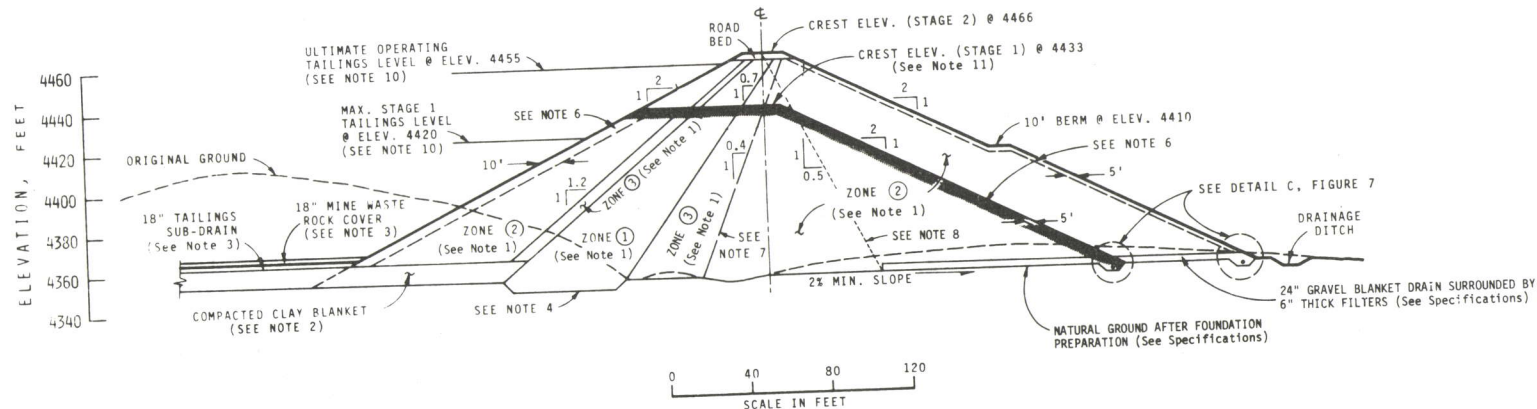 ℄
ROAD
BED
CREST ELEV. (STAGE 2) @ 4466
CREST ELEV. (STAGE 1) @ 4433
(See Note 11)
ULTIMATE OPERATING
TAILINGS LEVEL @ ELEV. 4455
(SEE NOTE 10)
MAX. STAGE 1
TAILINGS LEVEL
@ ELEV. 4420
(SEE NOTE 10)
ELEVATION, FEET
4460
4440
4420
4400
4380
4360
4340
ORIGINAL GROUND
18" TAILINGS
SUB-DRAIN
(See Note 3)
18" MINE WASTE
ROCK COVER
(SEE NOTE 3)
SEE NOTE 6
10'
2
1
1.2
1
0.7
1
0.4
1
1
0.5
2
1
2
1
ZONE ② 
(See Note 1)
ZONE ③ (See Note 1)
ZONE ①
(See Note 1)
ZONE ③
(See Note 1)
SEE
NOTE 7
ZONE ②
(See Note 1)
SEE NOTE 8
10' BERM @ ELEV. 4410
SEE NOTE 6
5'
5'
SEE DETAIL C, FIGURE 7
DRAINAGE
DITCH
COMPACTED CLAY BLANKET
(SEE NOTE 2)
SEE NOTE 4
2% MIN. SLOPE
24" GRAVEL BLANKET DRAIN SURROUNDED BY
6" THICK FILTERS (See Specifications)
NATURAL GROUND AFTER FOUNDATION
PREPARATION (See Specifications)
0 40 80 120
SCALE IN FEET